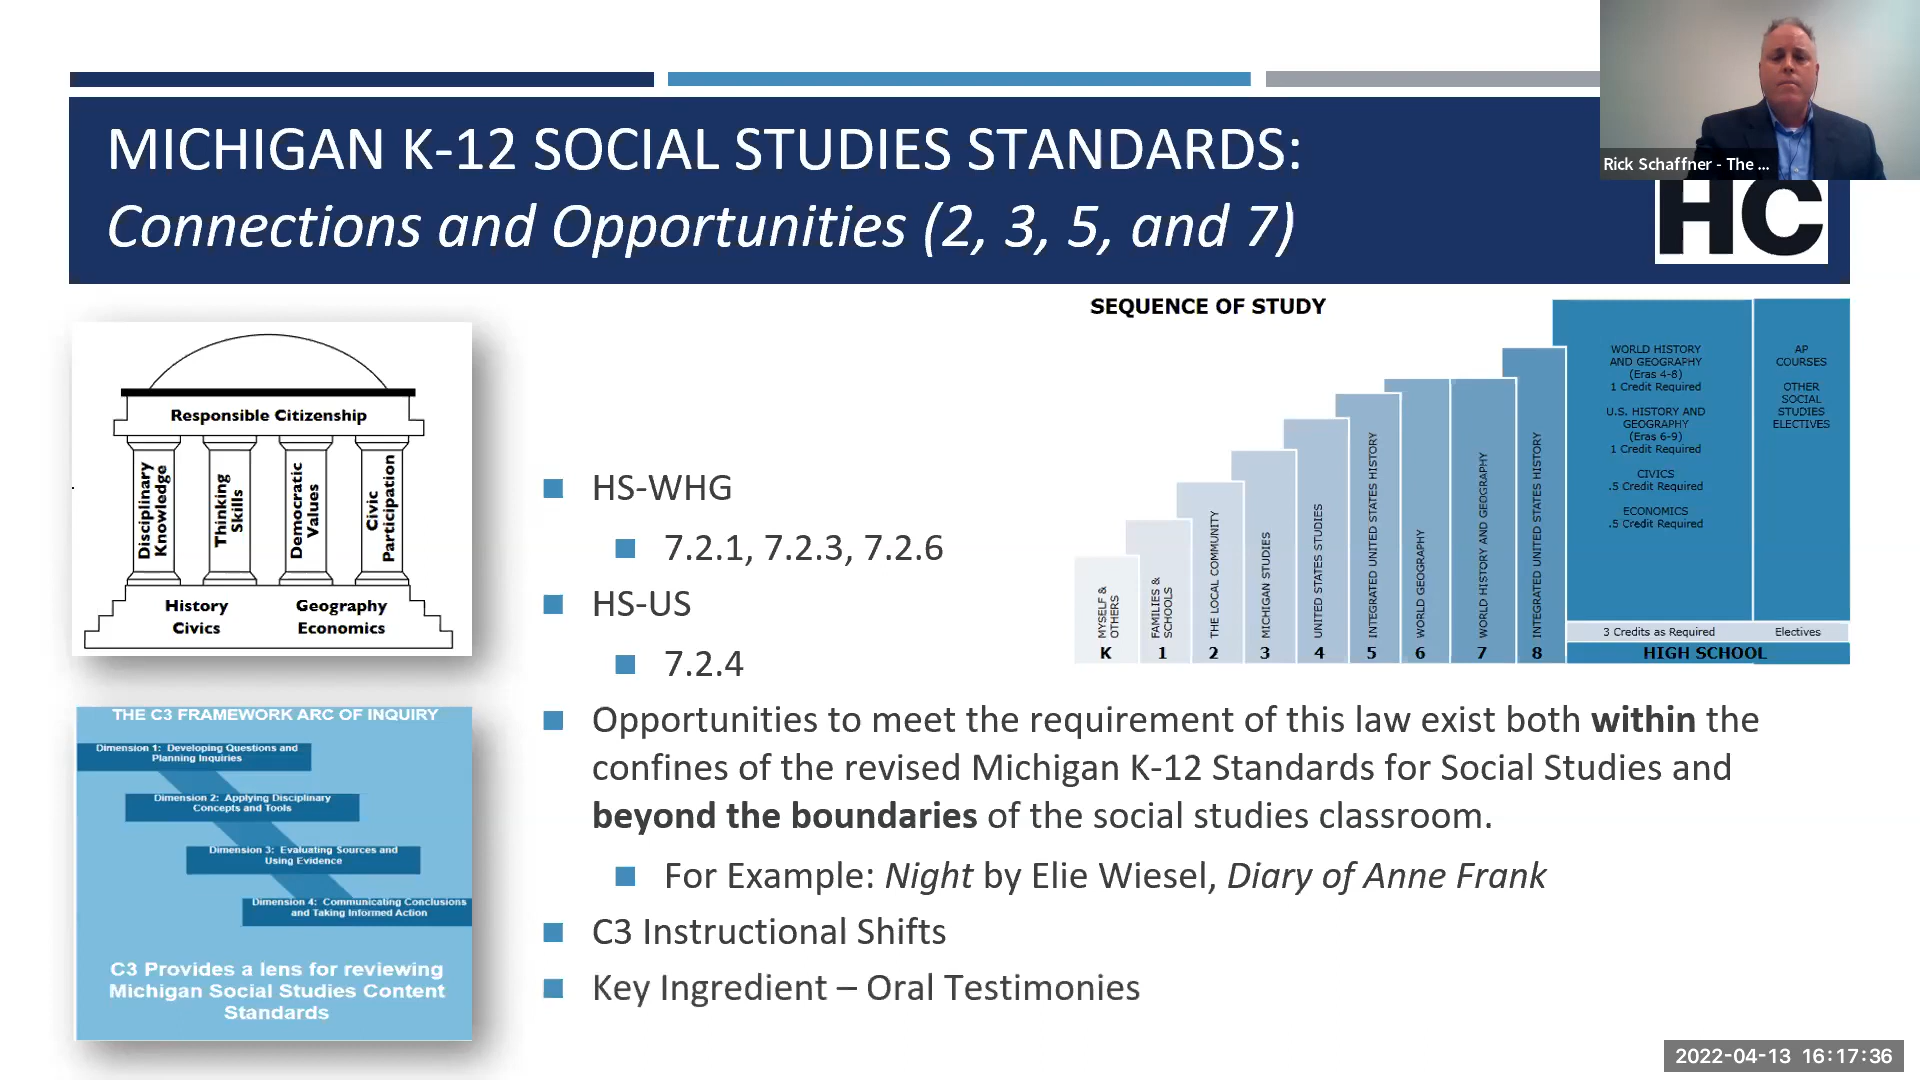 MICHIGAN K-12 SOCIAL STUDIES STANDARDS:
Connections and Opportunities (2, 3, 5, and 7)
Rick Schaffner - The ...
HC
Responsible Citizenship
Disciplinary
Knowledge
Thinking
Skills
Democratic
Values
Civic
Participation
History
Civics
Geography
Economics
THE C3 FRAMEWORK ARC OF INQUIRY
Dimension 1: Developing Questions and
Planning Inquiries
Dimension 2: Applying Disciplinary
Concepts and Tools
Dimension 3: Evaluating Sources and
Using Evidence
Dimension 4: Communicating Conclusions
and Taking Informed Action
C3 Provides a lens for reviewing
Michigan Social Studies Content
Standards
HS-WHG
7.2.1, 7.2.3, 7.2.6
HS-US
7.2.4
Opportunities to meet the requirement of this law exist both within the
confines of the revised Michigan K-12 Standards for Social Studies and
beyond the boundaries of the social studies classroom.
For Example: Night by Elie Wiesel, Diary of Anne Frank
C3 Instructional Shifts
Key Ingredient – Oral Testimonies
SEQUENCE OF STUDY
MYSELF &
OTHERS
K
FAMILIES &
SCHOOLS
1
THE LOCAL COMMUNITY
2
MICHIGAN STUDIES
3
UNITED STATES STUDIES
4
INTEGRATED UNITED STATES HISTORY
5
WORLD GEOGRAPHY
6
WORLD HISTORY AND GEOGRAPHY
7
INTEGRATED UNITED STATES HISTORY
8
WORLD HISTORY
AND GEOGRAPHY
(Eras 4-8)
1 Credit Required
U.S. HISTORY AND
GEOGRAPHY
(Eras 6-9)
1 Credit Required
CIVICS
.5 Credit Required
ECONOMICS
.5 Credit Required
AP
COURSES
OTHER
SOCIAL
STUDIES
ELECTIVES
3 Credits as Required
Electives
HIGH SCHOOL
2022-04-13 16:17:36